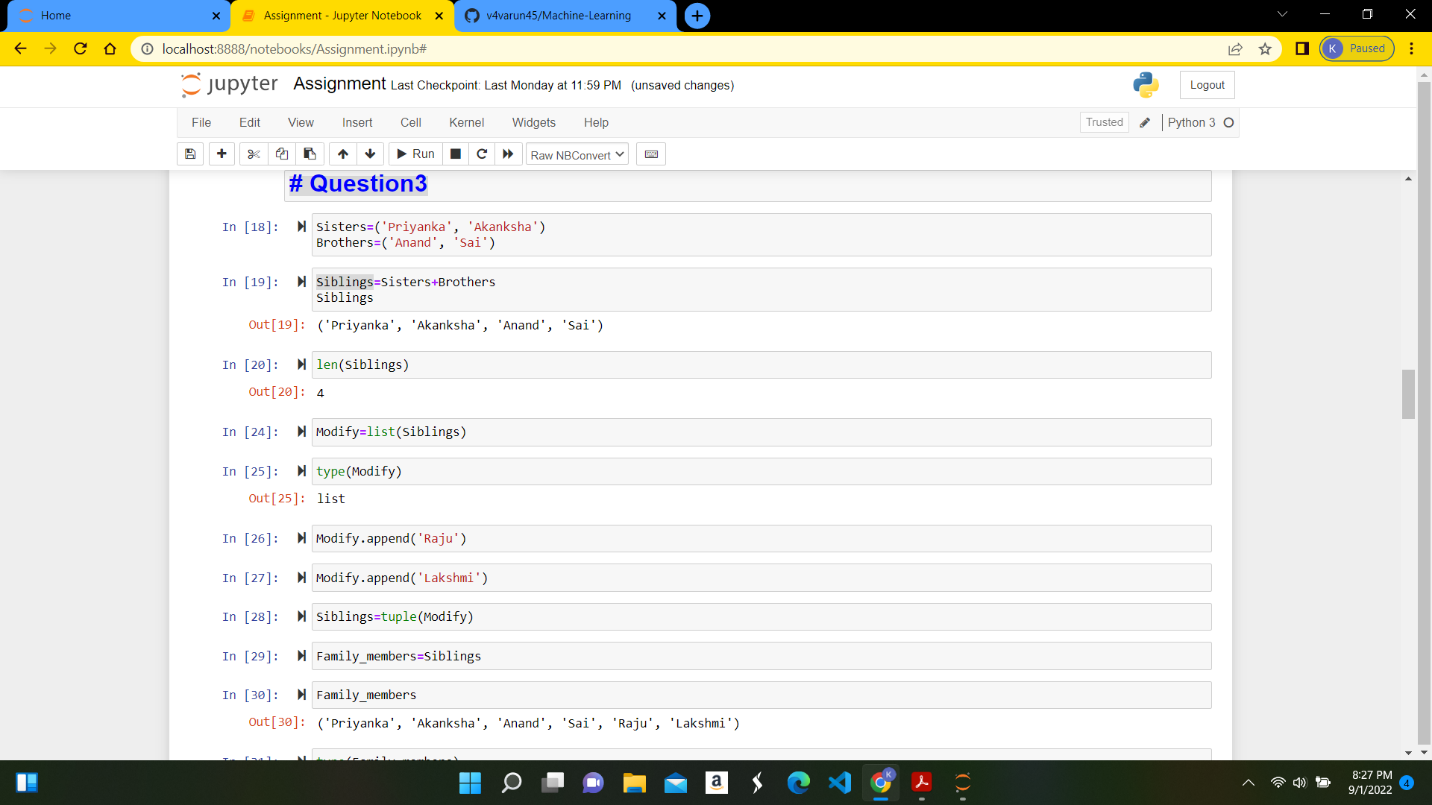 Home
Assignment - Jupyter Notebook
v4varun45/Machine-Learning
localhost:8888/notebooks/Assignment.ipynb#
K Paused
jupyter Assignment Last Checkpoint: Last Monday at 11:59 PM (unsaved changes)
Logout
File Edit View Insert Cell Kernel Widgets Help
Trusted
Python 3
Run
Raw NBConvert
# Question3
In [18]: Sisters=('Priyanka', 'Akanksha')
Brothers=('Anand', 'Sai')
In [19]: Siblings=Sisters+Brothers
Siblings
Out[19]: ('Priyanka', 'Akanksha', 'Anand', 'Sai')
In [20]: len(Siblings)
Out[20]: 4
In [24]: Modify=list(Siblings)
In [25]: type(Modify)
Out[25]: list
In [26]: Modify.append('Raju')
In [27]: Modify.append('Lakshmi')
In [28]: Siblings=tuple(Modify)
In [29]: Family_members=Siblings
In [30]: Family_members
Out[30]: ('Priyanka', 'Akanksha', 'Anand', 'Sai', 'Raju', 'Lakshmi')
K
8:27 PM
9/1/2022
4